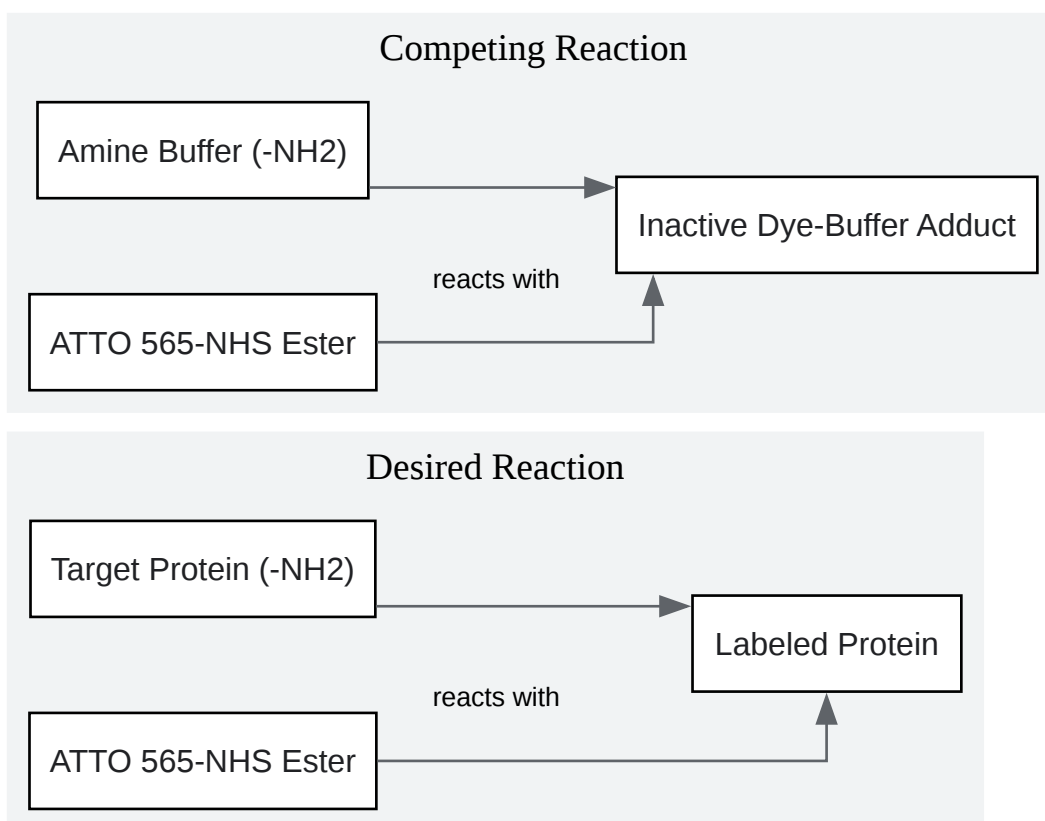 Competing Reaction
Amine Buffer (-NH2)
Inactive Dye-Buffer Adduct
reacts with
ATTO 565-NHS Ester
Desired Reaction
Target Protein (-NH2)
Labeled Protein
reacts with
ATTO 565-NHS Ester